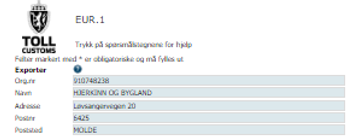 EUR.1
TOLL
CUSTOMS
Trykk på spørsmålstegnene for hjelp
Felter markert med * er obligatoriske og må fylles ut
Exporter
Org.nr 910748238
Navn HJERKINN OG BYGLAND
Adresse Løvsangervegen 20
Postnr 6425
Poststed MOLDE